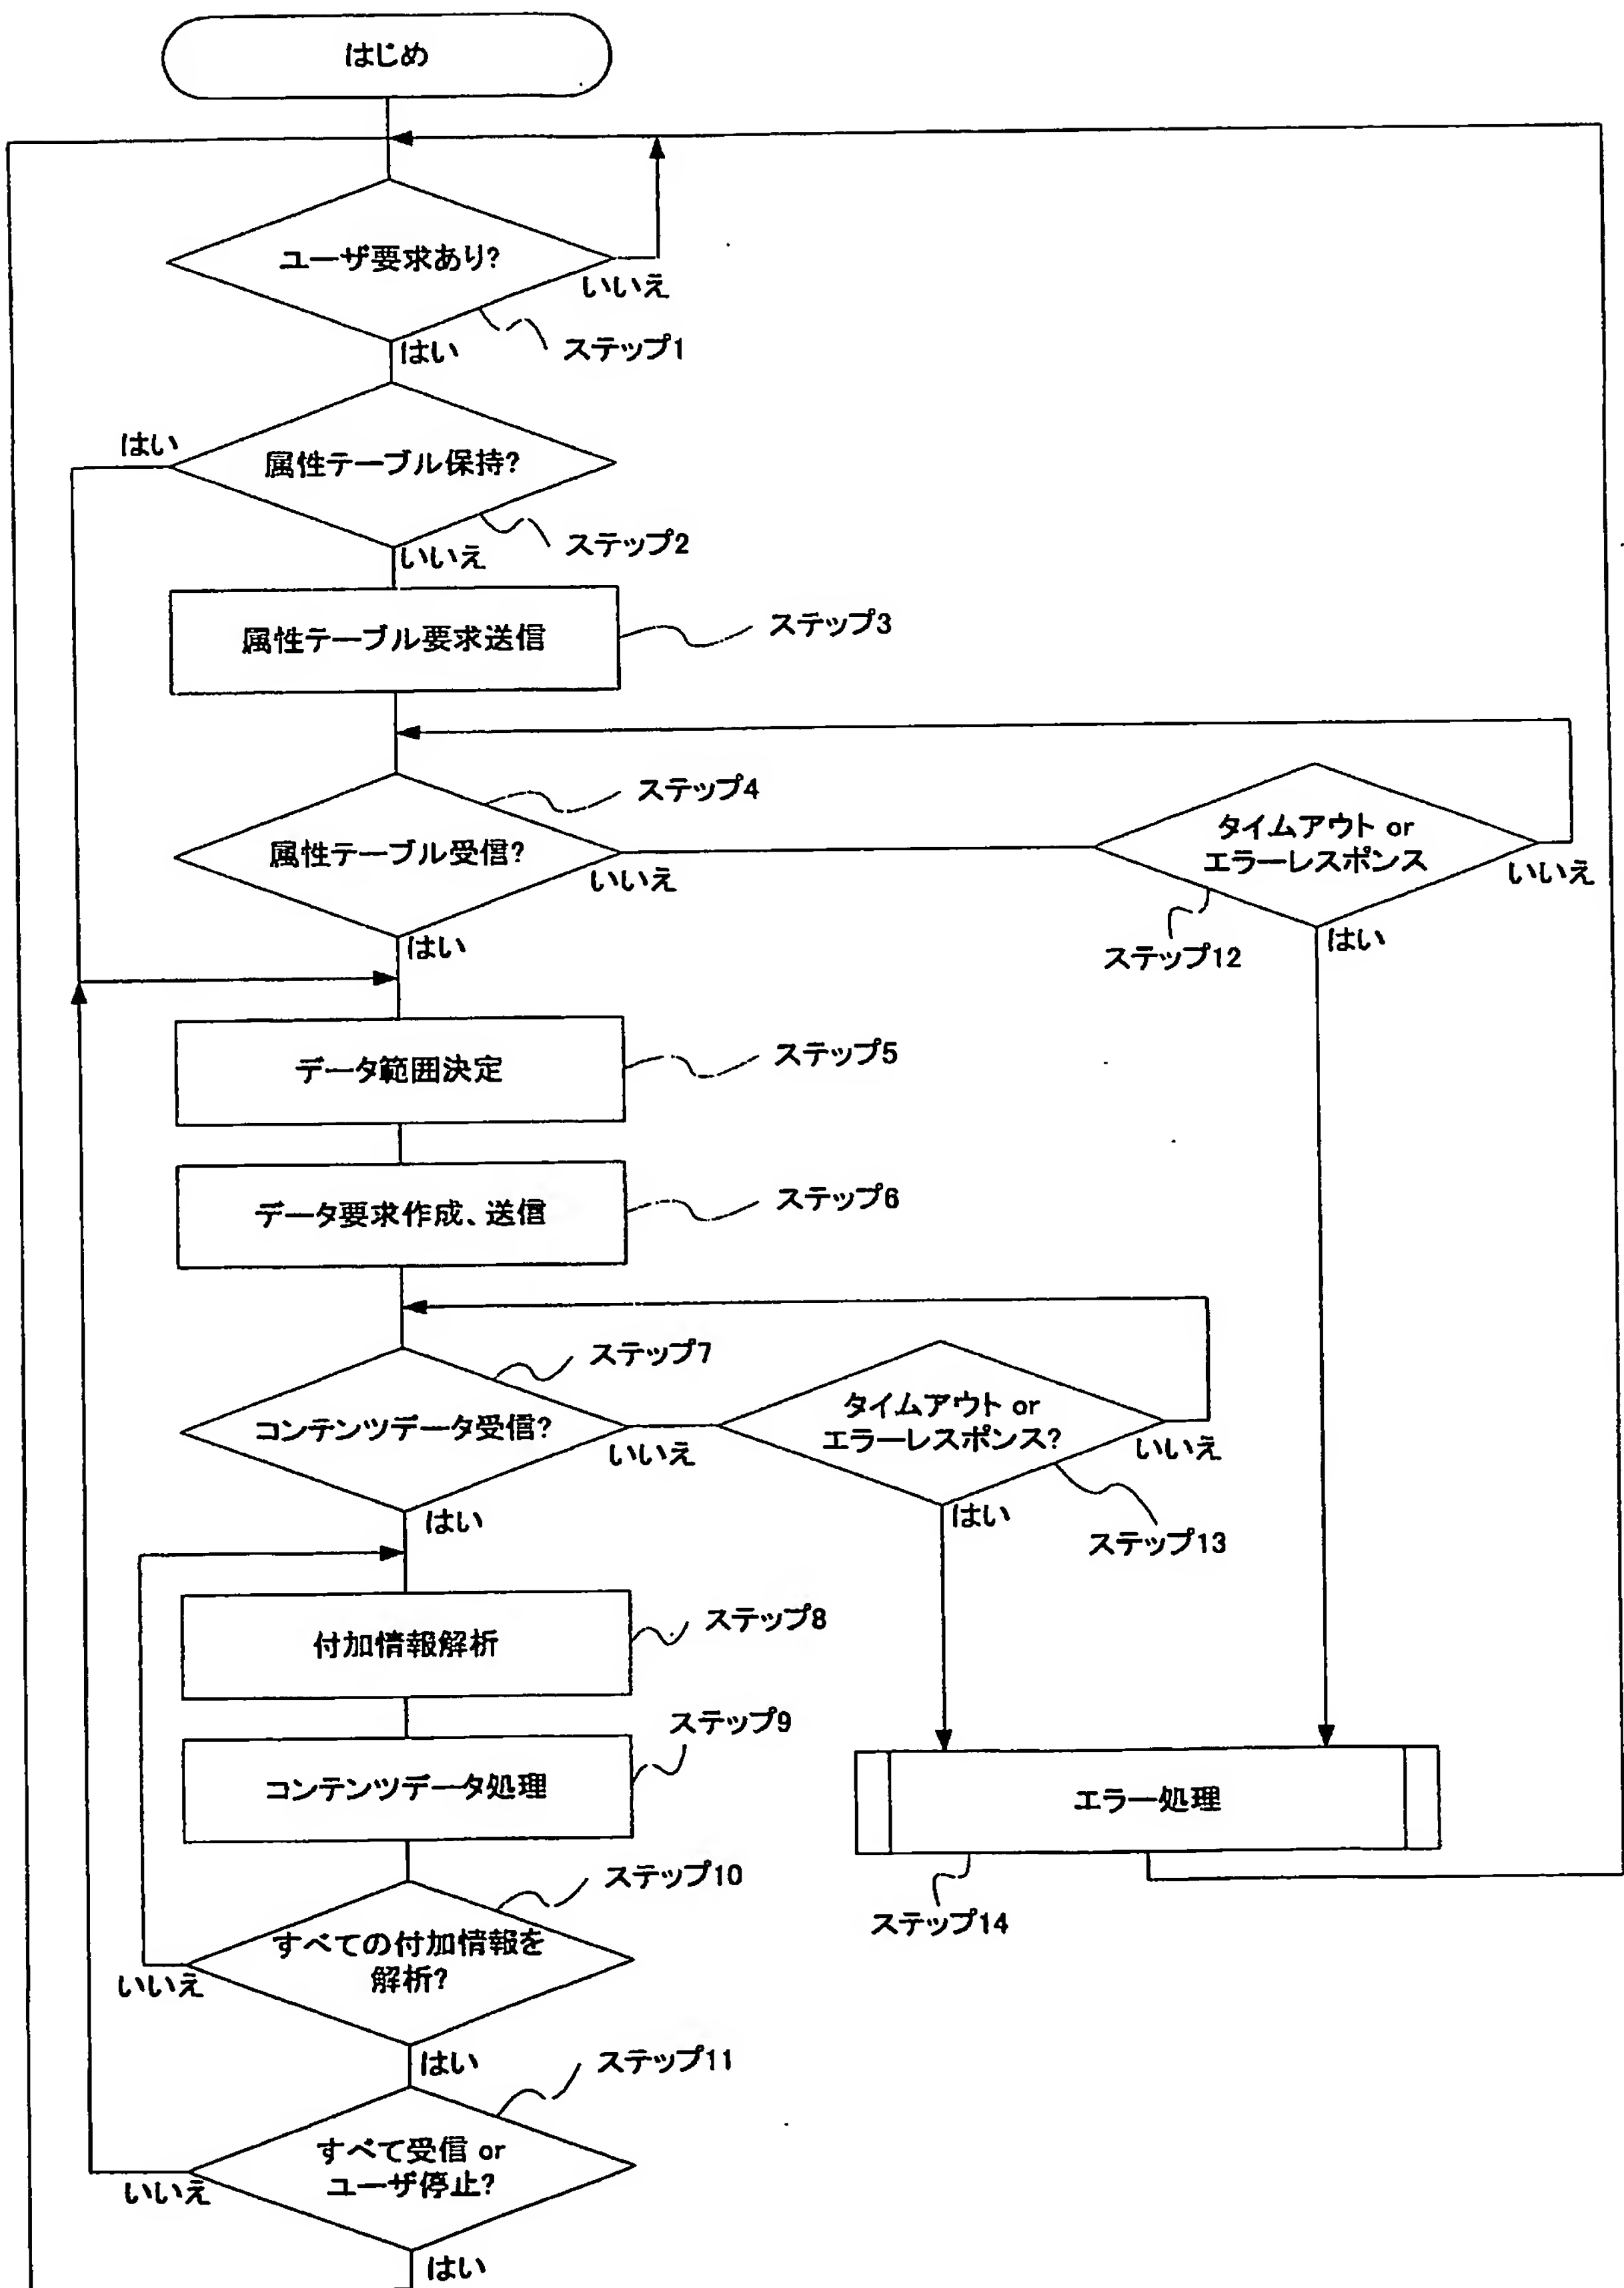 はじめ
ユーザ要求あり?
いいえ
はい
ステップ1
はい
属性テーブル保持?
ステップ2
いいえ
属性テーブル要求送信
ステップ3
ステップ4
属性テーブル受信?
いいえ
タイムアウト or
エラーレスポンス
いいえ
はい
ステップ12
はい
データ範囲決定
ステップ5
データ要求作成、送信
ステップ6
ステップ7
コンテンツデータ受信?
いいえ
タイムアウト or
エラーレスポンス?
いいえ
はい
ステップ13
はい
付加情報解析
ステップ8
ステップ9
コンテンツデータ処理
エラー処理
ステップ14
ステップ10
すべての付加情報を
解析?
いいえ
はい
ステップ11
すべて受信 or
ユーザ停止?
いいえ
はい